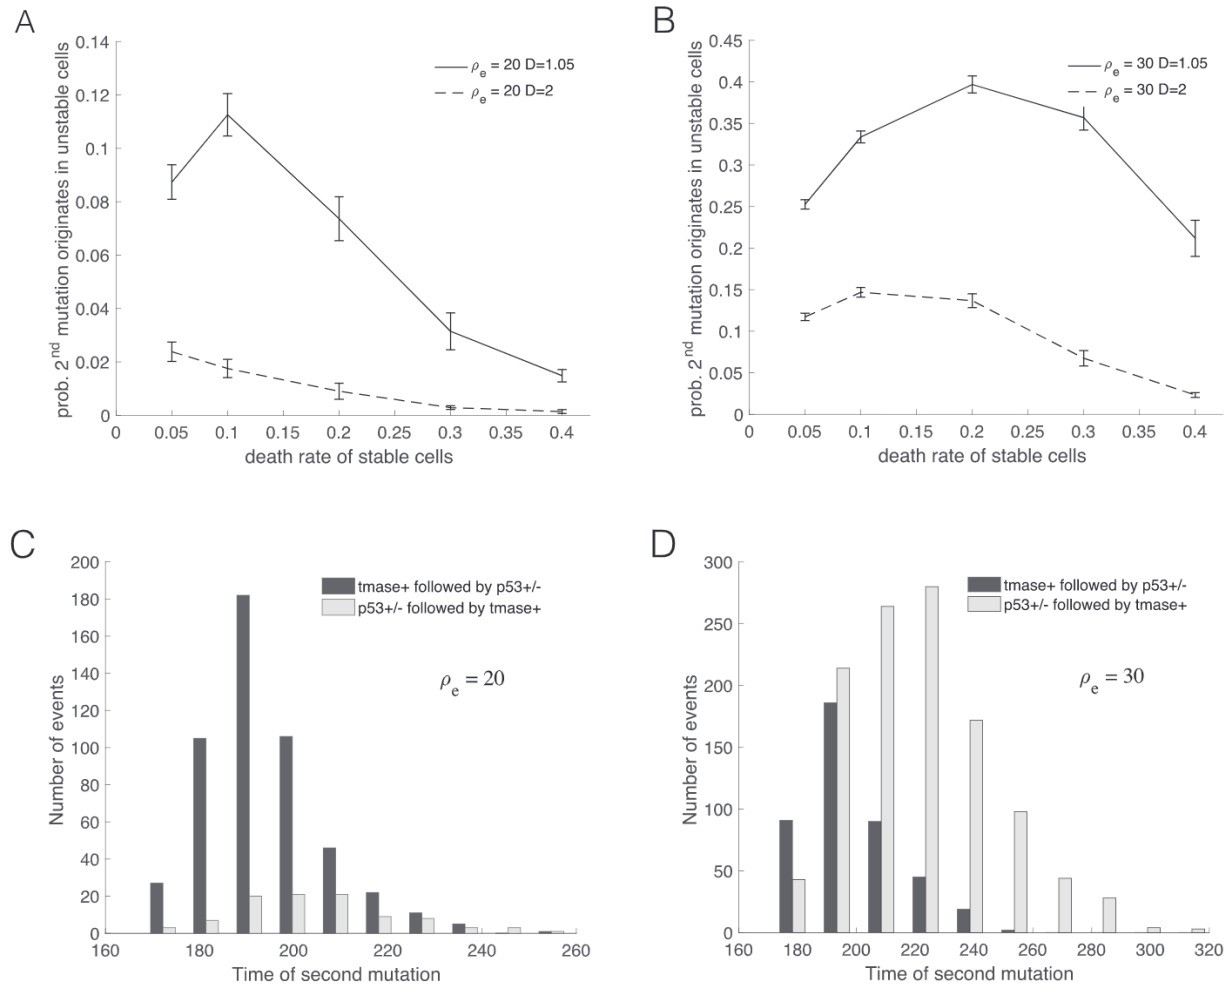 A
prob. 2nd mutation originates in unstable cells
0.14
0.12
0.1
0.08
0.06
0.04
0.02
0
ρe = 20 D=1.05
ρe = 20 D=2
0 0.05 0.1 0.15 0.2 0.25 0.3 0.35 0.4
death rate of stable cells
B
prob. 2nd mutation originates in unstable cells
0.45
0.4
0.35
0.3
0.25
0.2
0.15
0.1
0.05
0
ρe = 30 D=1.05
ρe = 30 D=2
0 0.05 0.1 0.15 0.2 0.25 0.3 0.35 0.4
death rate of stable cells
C
Number of events
200
180
160
140
120
100
80
60
40
20
0
tmase+ followed by p53+/-
p53+/- followed by tmase+
ρe = 20
160 180 200 220 240 260
Time of second mutation
D
Number of events
300
250
200
150
100
50
0
tmase+ followed by p53+/-
p53+/- followed by tmase+
ρe = 30
160 180 200 220 240 260 280 300 320
Time of second mutation